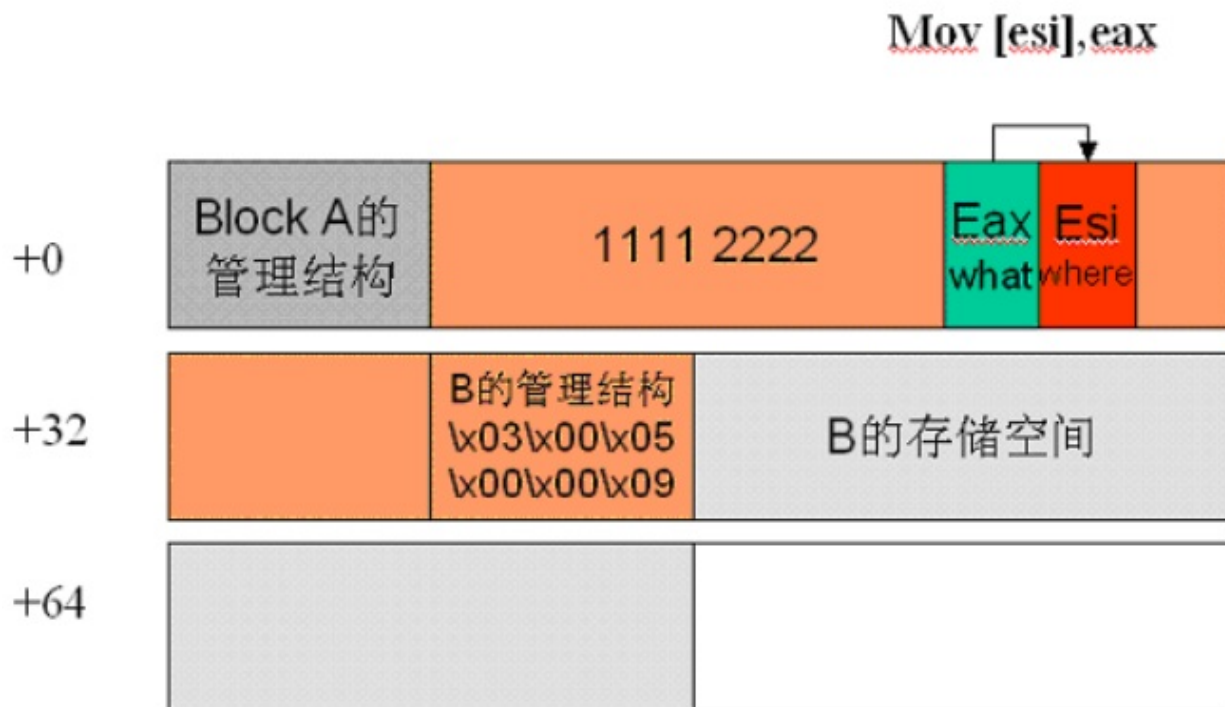 Mov [esi],eax
+0
Block A的
管理结构
1111 2222
Eax
what
Esi
where
+32
B的管理结构
\x03\x00\x05
\x00\x00\x09
B的存储空间
+64